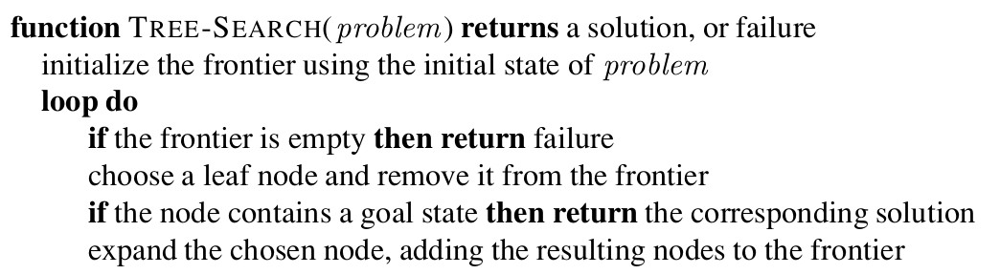 function TREE-SEARCH(problem) returns a solution, or failure
initialize the frontier using the initial state of problem
loop do
if the frontier is empty then return failure
choose a leaf node and remove it from the frontier
if the node contains a goal state then return the corresponding solution
expand the chosen node, adding the resulting nodes to the frontier